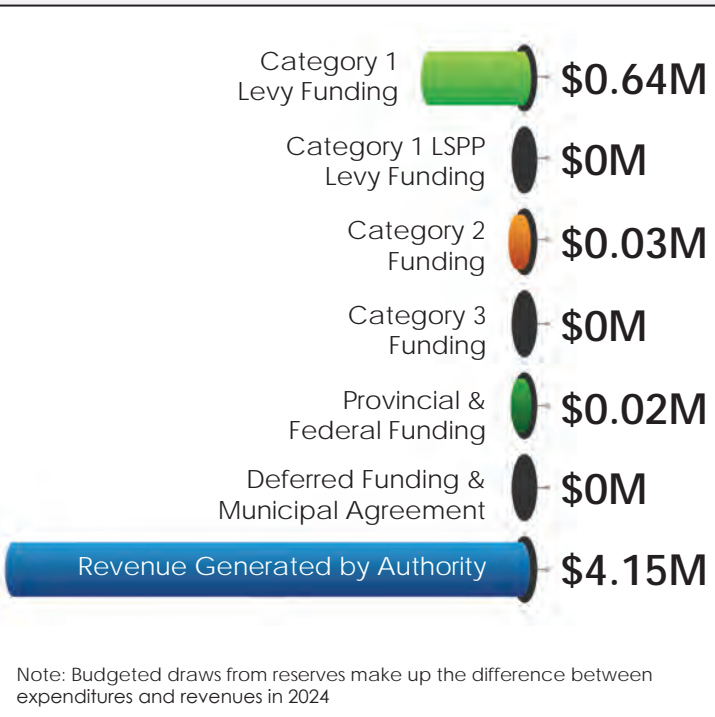 Category 1
Levy Funding
$0.64M
Category 1 LSPP
Levy Funding
$0M
Category 2
Funding
$0.03M
Category 3
Funding
$0M
Provincial &
Federal Funding
$0.02M
Deferred Funding &
Municipal Agreement
$0M
Revenue Generated by Authority
$4.15M
Note: Budgeted draws from reserves make up the difference between
expenditures and revenues in 2024